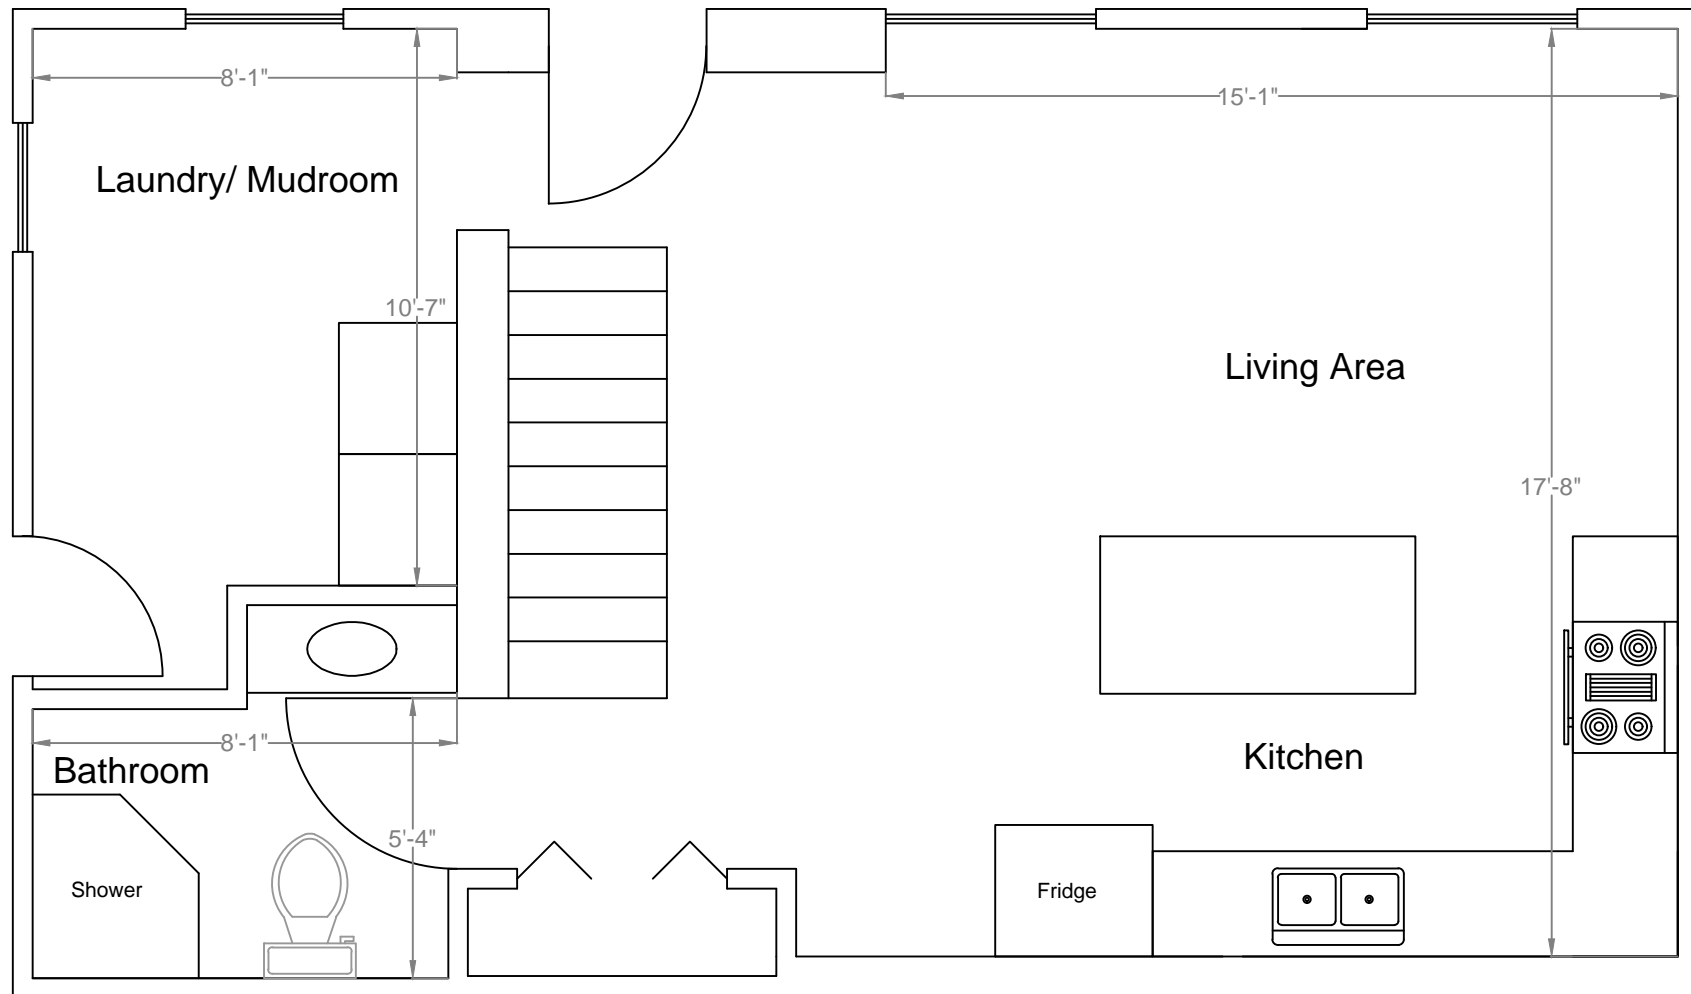 8'-1"
15'-1"
Laundry/ Mudroom
10'-7"
Living Area
17'-8"
8'-1"
Bathroom
Kitchen
5'-4"
Shower
Fridge